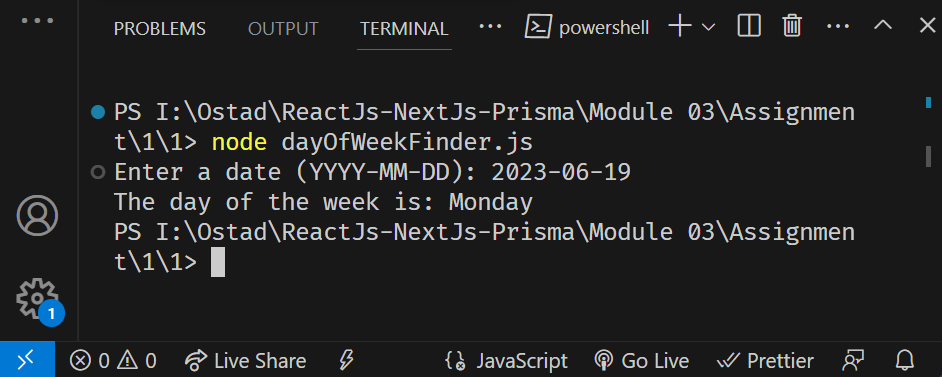 PROBLEMS OUTPUT TERMINAL ... powershell ...
PS I:\Ostad\ReactJs-NextJs-Prisma\Module 03\Assignmen
t\1\1> node dayOfWeekFinder.js
Enter a date (YYYY-MM-DD): 2023-06-19
The day of the week is: Monday
PS I:\Ostad\ReactJs-NextJs-Prisma\Module 03\Assignmen
t\1\1>
1
0 0 Live Share JavaScript Go Live Prettier